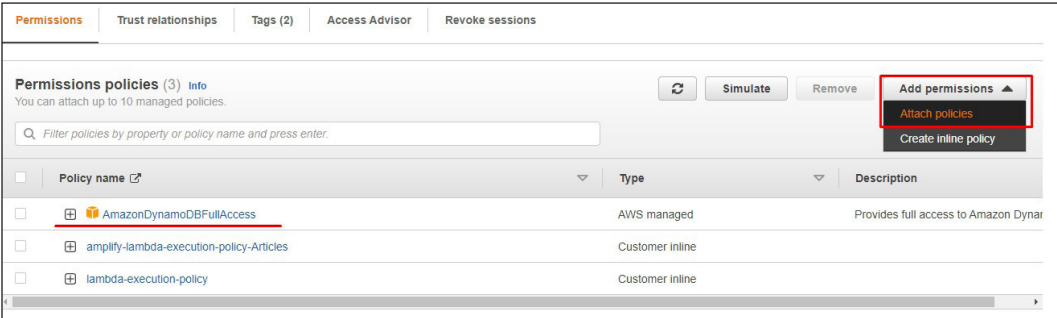 Permissions Trust relationships Tags (2) Access Advisor Revoke sessions
Permissions policies (3) Info
You can attach up to 10 managed policies.
Simulate Remove Add permissions
Attach policies
Create inline policy
Filter policies by property or policy name and press enter.
Policy name Type Description
AmazonDynamoDBFullAccess AWS managed Provides full access to Amazon Dynar
amplify-lambda-execution-policy-Articles Customer inline
lambda-execution-policy Customer inline